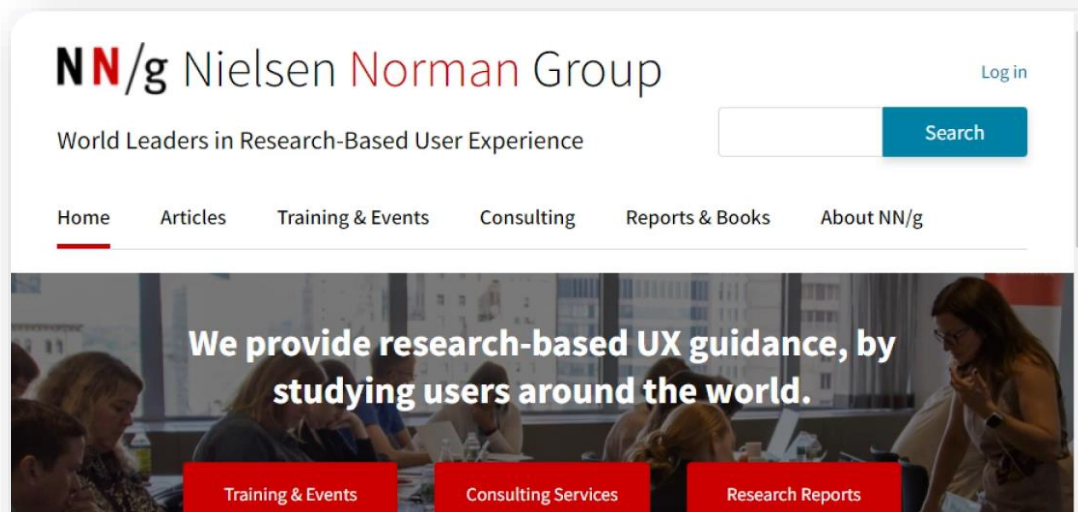 NN/g Nielsen Norman Group
Log in
World Leaders in Research-Based User Experience
Search
Home Articles Training & Events Consulting Reports & Books About NN/g
We provide research-based UX guidance, by
studying users around the world.
Training & Events Consulting Services Research Reports